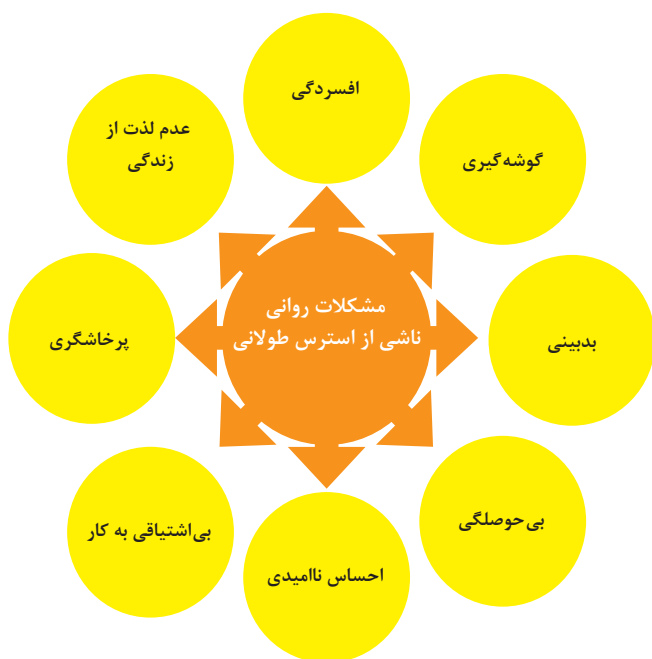 مشکلات روانی
ناشی از استرس طولانی
افسردگی
گوشه‌گیری
بدبینی
بی‌حوصلگی
احساس ناامیدی
بی‌اشتیاقی به کار
پرخاشگری
عدم لذت از
زندگی